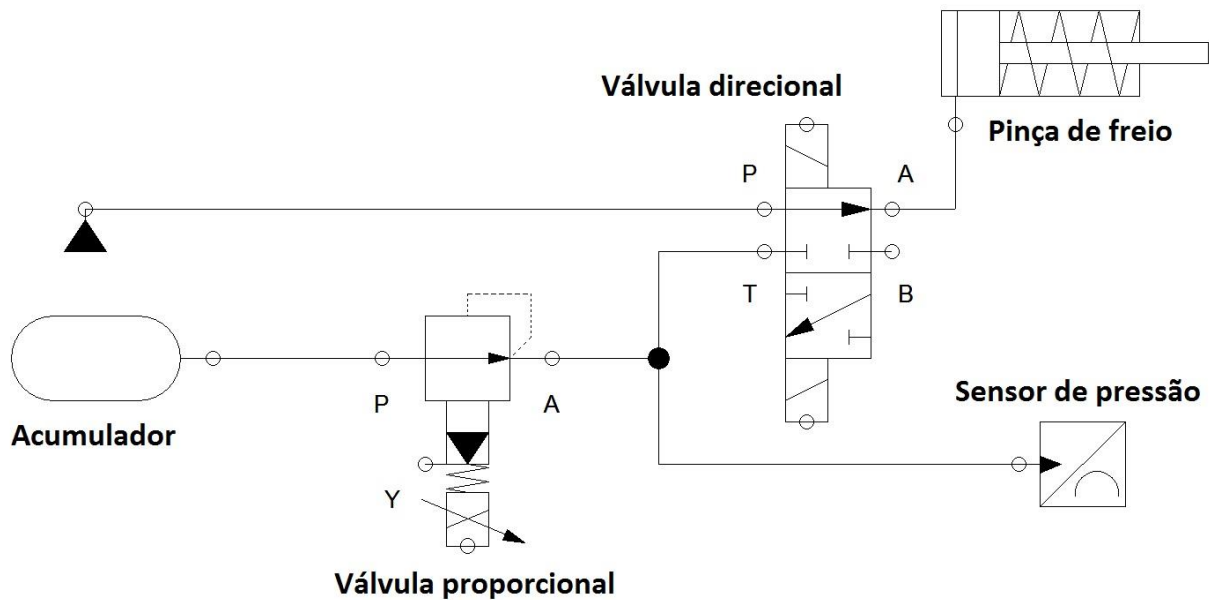 Válvula direcional
Pinça de freio
P
A
T
B
P
A
Acumulador
Sensor de pressão
Y
Válvula proporcional